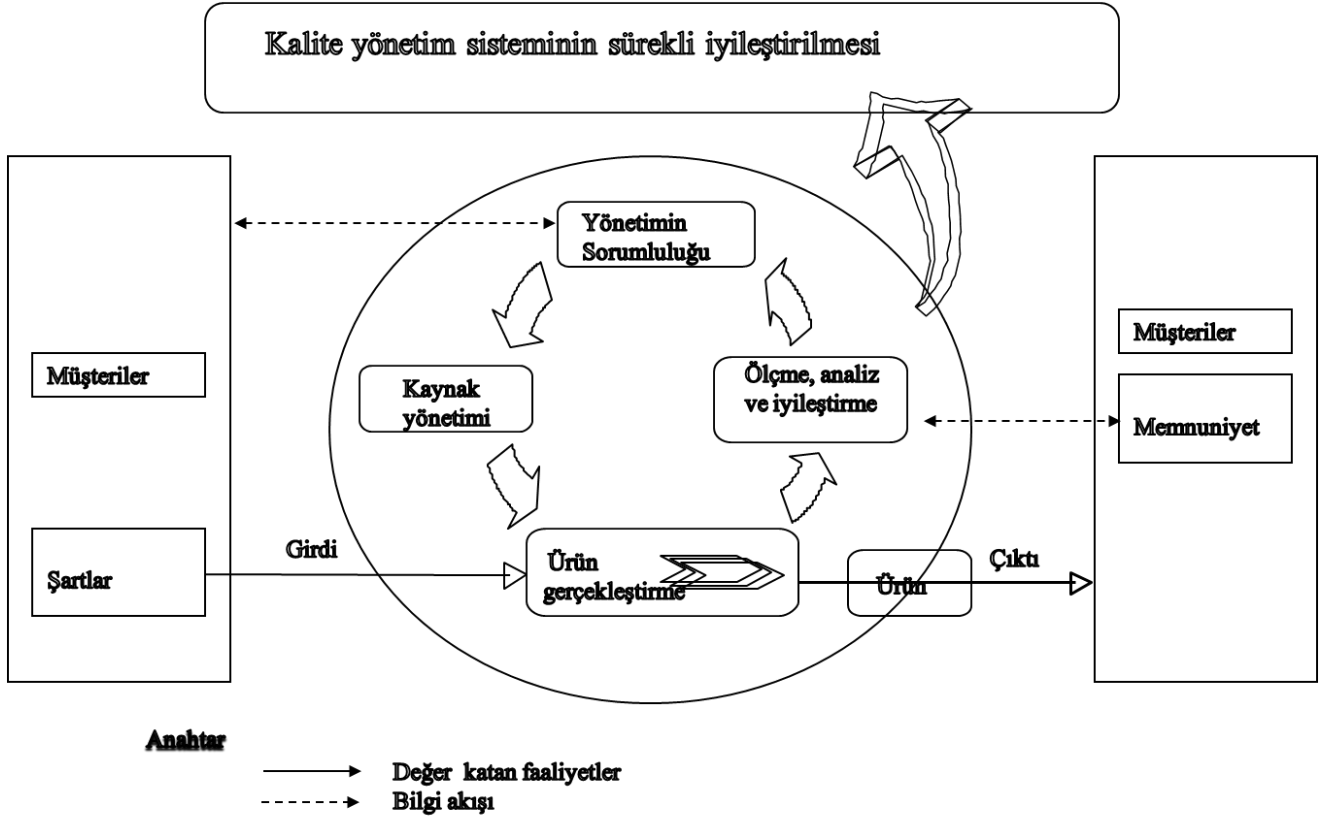 Kalite yönetim sisteminin sürekli iyileştirilmesi
Yönetimin
Sorumluluğu
Müşteriler
Kaynak
yönetimi
Ölçme, analiz
ve iyileştirme
Müşteriler
Memnuniyet
Şartlar
Girdi
Ürün
gerçekleştirme
Ürün
Çıktı
Anahtar
Değer katan faaliyetler
Bilgi akışı